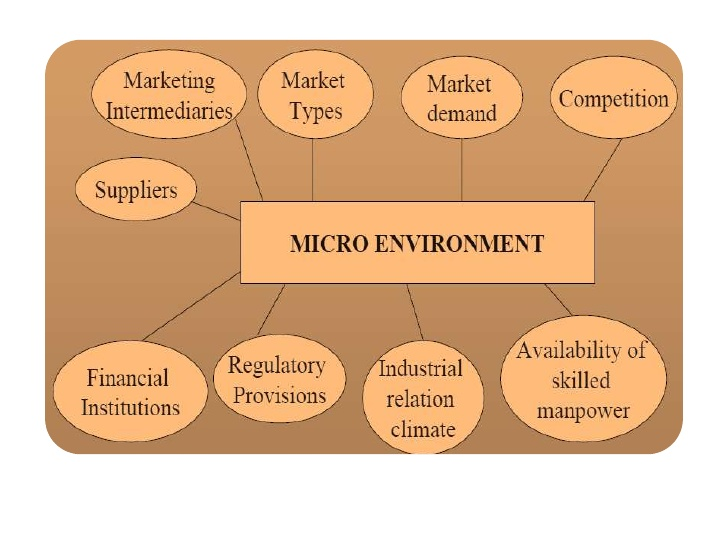 Marketing
Intermediaries
Market
Types
Market
demand
Competition
Suppliers
MICRO ENVIRONMENT
Financial
Institutions
Regulatory
Provisions
Industrial
relation
climate
Availability of
skilled
manpower